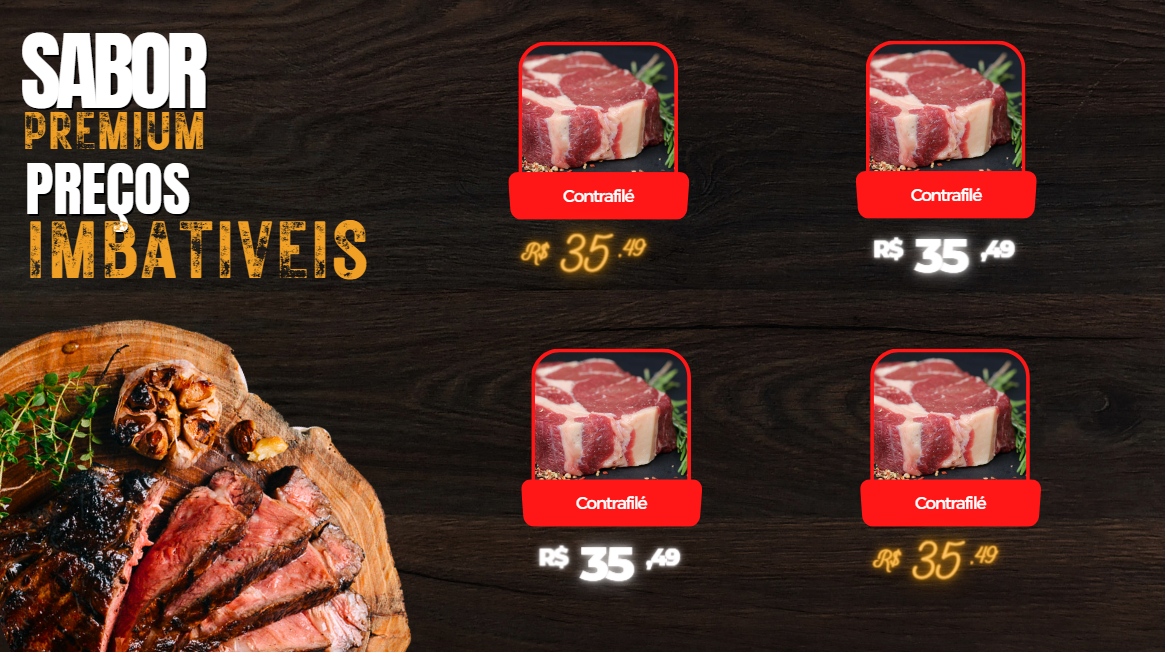 SABOR
PREMIUM
PREÇOS
IMBATIVEIS
Contrafilé
R$ 35 .49
Contrafilé
R$ 35 ,49
Contrafilé
R$ 35 ,49
Contrafilé
R$ 35 .49